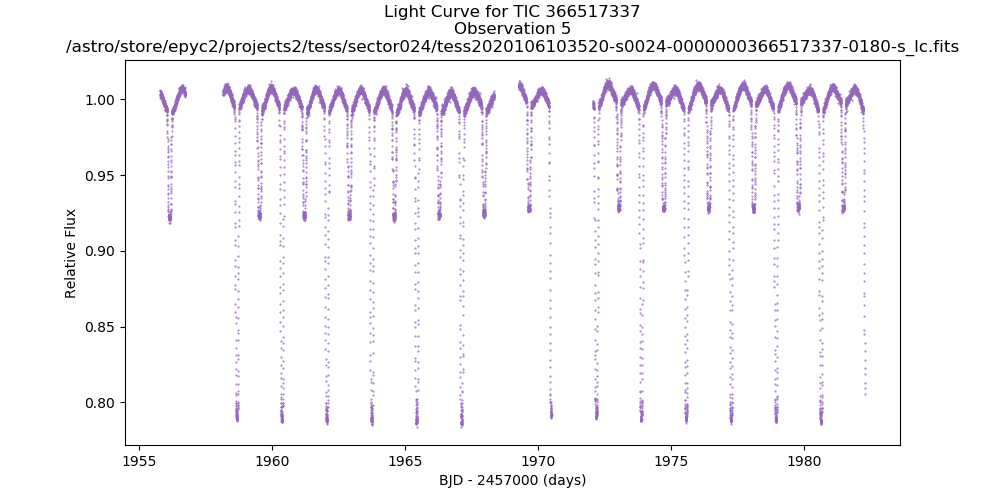 Light Curve for TIC 366517337
Observation 5
/astro/store/epyc2/projects2/tess/sector024/tess2020106103520-s0024-0000000366517337-0180-s_lc.fits
1.00
0.95
0.90
0.85
0.80
Relative Flux
1955
1960
1965
1970
1975
1980
BJD - 2457000 (days)